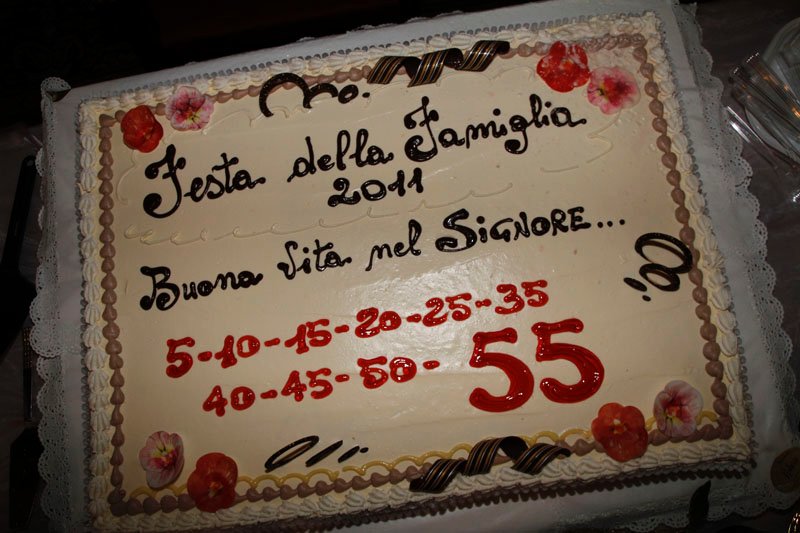 Festa della Famiglia
2011
Buona Vita nel SiGNORE...
5-10-15-20-25-35
40-45-50-55